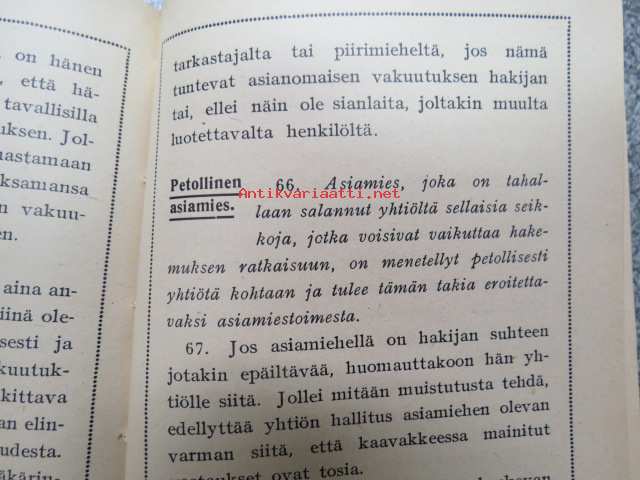 on hänen
että hä-
tavallisilla
uksen. Jol-
nastamaan
ksamansa
n vakuu-
en.
aina an-
iinä ole-
sesti ja
kuutuk-
kittava
an elin-
udesta.
tarkastajalta tai piirimieheltä, jos nämä
tuntevat asianomaisen vakuutuksen hakijan
tai, ellei näin ole sianlaita, joltakin muulta
luotettavalta henkilöltä.
Petollinen
asiamies.
66. Asiamies, joka on tahal-
Antikvariaatti.net
laan salannut yhtiöltä sellaisia seik-
koja, jotka voisivat vaikuttaa hake-
muksen ratkaisuun, on menetellyt petollisesti
yhtiötä kohtaan ja tulee tämän takia eroitetta-
vaksi asiamiestoimesta.
67. Jos asiamiehellä on hakijan suhteen
jotakin epäiltävää, huomauttakoon hän yh-
tiölle siitä. Jollei mitään muistutusta tehdä,
edellyttää yhtiön hallitus asiamiehen olevan
varman siitä, että kaavakkeessa mainitut
vastaukset ovat tosia.